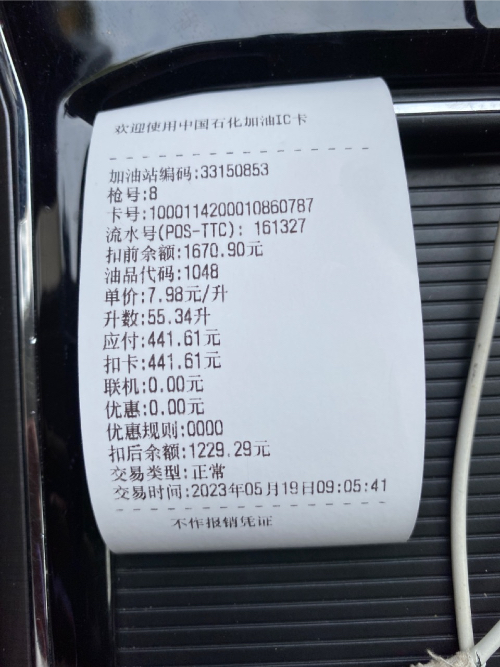 欢迎使用中国石化加油IC卡
加油站编码:33150853
枪号:8
卡号:1000114200010860787
流水号(POS-TTC): 161327
扣前余额:1670.90元
油品代码:1048
单价:7.98元/升
升数:55.34升
应付:441.61元
扣卡:441.61元
联机:0.00元
优惠:0.00元
优惠规则:0000
扣后余额:1229.29元
交易类型:正常
交易时间:2023年05月19日09:05:41
不作报销凭证